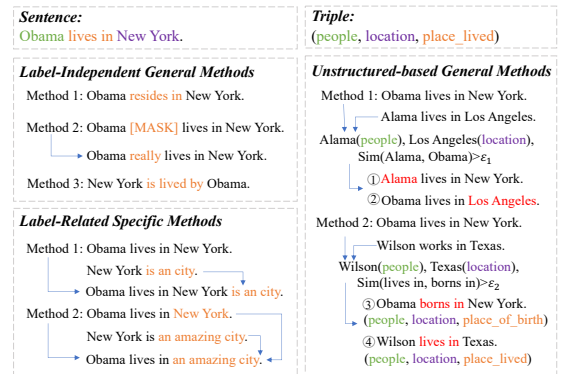 Sentence:
Obama lives in New York.
Label-Independent General Methods
Method 1: Obama resides in New York.
Method 2: Obama [MASK] lives in New York.
Obama really lives in New York.
Method 3: New York is lived by Obama.
Label-Related Specific Methods
Method 1: Obama lives in New York.
New York is an city.
Obama lives in New York is an city.
Method 2: Obama lives in New York.
New York is an amazing city.
Obama lives in an amazing city.
Triple:
(people, location, place_lived)
Unstructured-based General Methods
Method 1: Obama lives in New York.
Alama lives in Los Angeles.
Alama(people), Los Angeles(location),
Sim(Alama, Obama)>ε₁
①Alama lives in New York.
②Obama lives in Los Angeles.
Method 2: Obama lives in New York.
Wilson works in Texas.
Wilson(people), Texas(location),
Sim(lives in, borns in)>ε₂
③Obama borns in New York.
(people, location, place_of_birth)
④Wilson lives in Texas.
(people, location, place_lived)